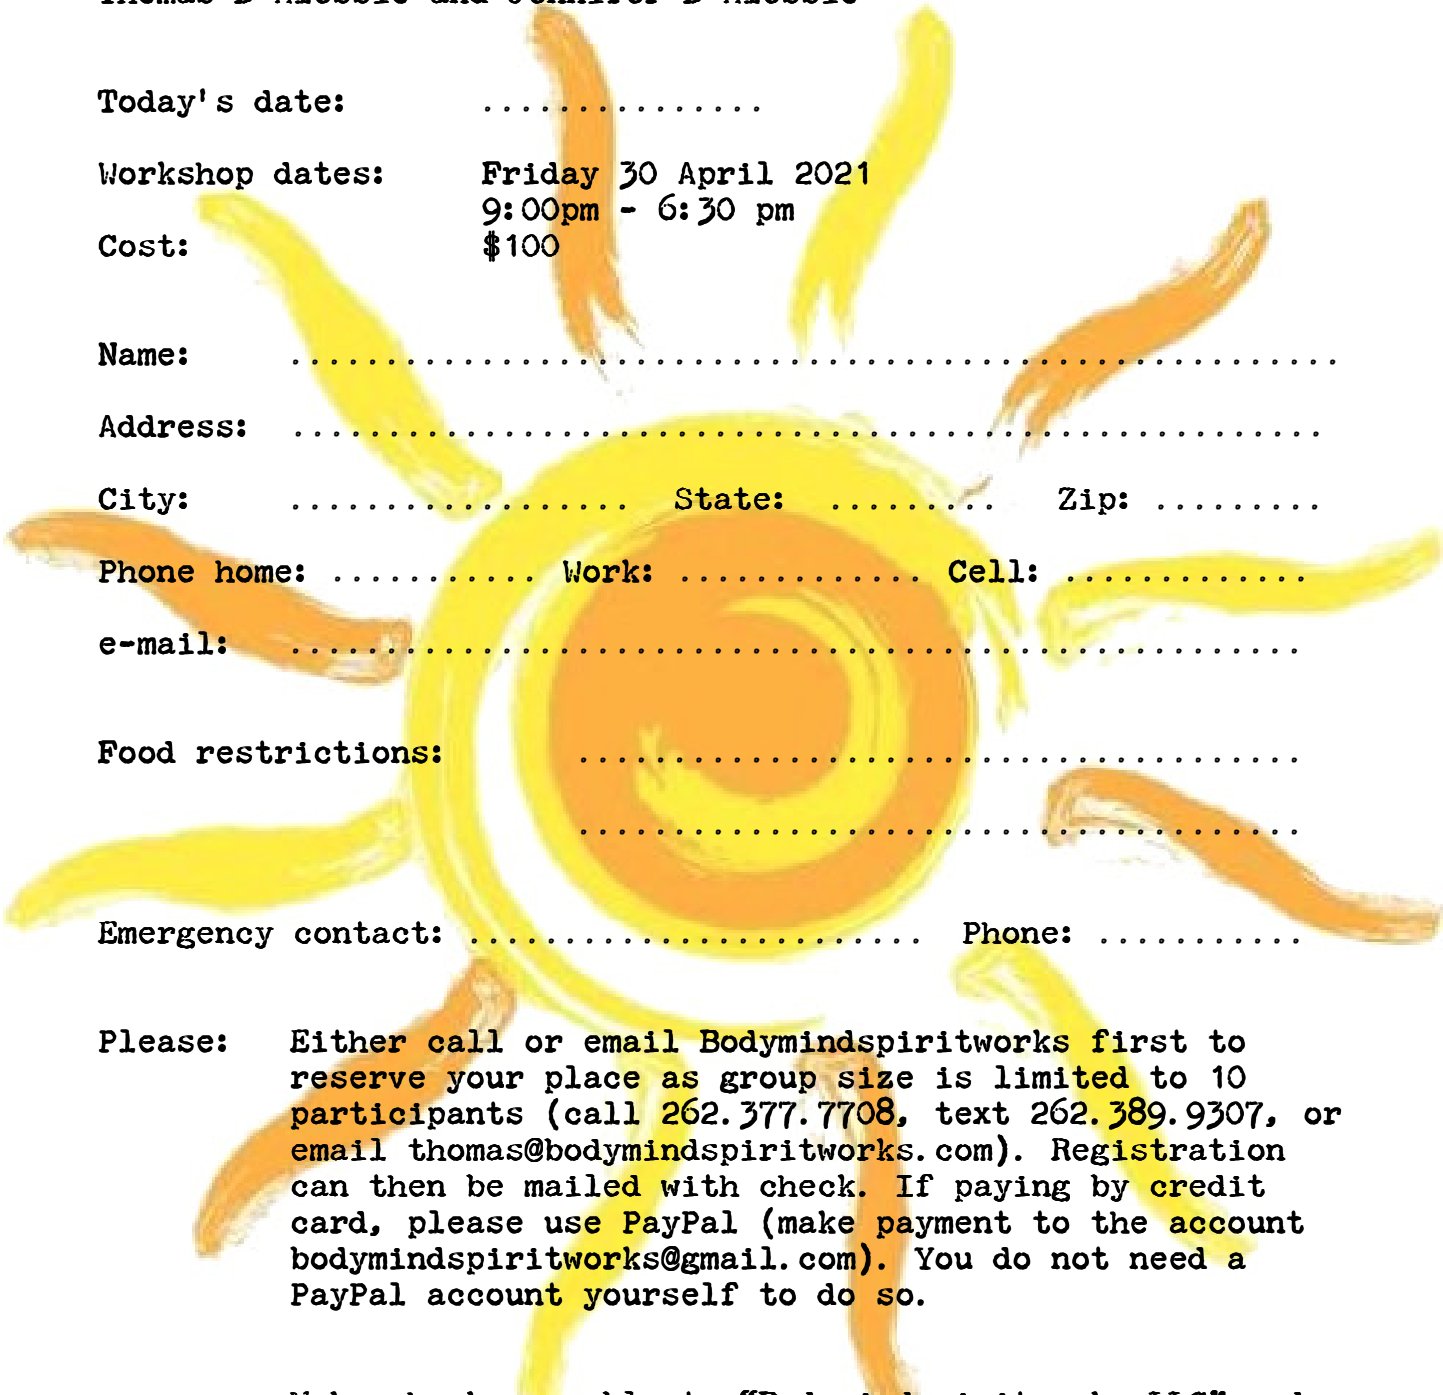 Today's date: ...............
Workshop dates: Friday 30 April 2021
9:00pm - 6:30 pm
Cost: $100
Name: .......................................................
Address: ......................................................
City: .................. State: ......... Zip: .........
Phone home: ........... Work: ............. Cell: .............
e-mail: .....................................................
Food restrictions: ......................................
......................................
Emergency contact: ........................ Phone: ...........
Please: Either call or email Bodymindspiritworks first to
reserve your place as group size is limited to 10
participants (call 262.377.7708, text 262.389.9307, or
email thomas@bodymindspiritworks.com). Registration
can then be mailed with check. If paying by credit
card, please use PayPal (make payment to the account
bodymindspiritworks@gmail.com). You do not need a
PayPal account yourself to do so.